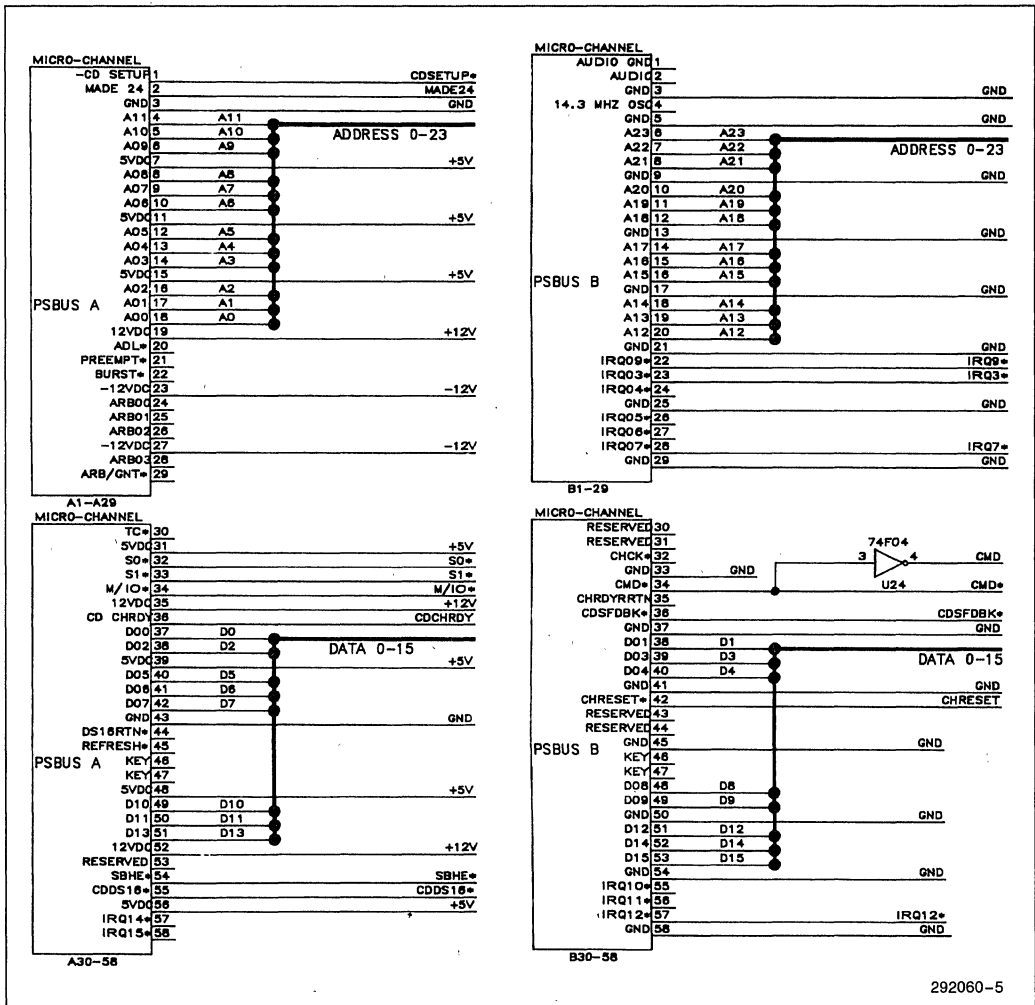 MICRO-CHANNEL
-CD SETUP 1 CDSETUP*
MADE 24 2 MADE24
GND 3 GND
A11 4 A11
A10 5 A10 ADDRESS 0-23
A09 6 A9
5VDC 7 +5V
A08 8 A8
A07 9 A7
A06 10 A6
5VDC 11 +5V
A05 12 A5
A04 13 A4
A03 14 A3
5VDC 15 +5V
A02 16 A2
PSBUS A
A01 17 A1
A00 18 A0
12VDC 19 +12V
ADL* 20
PREEMPT* 21
BURST* 22
-12VDC 23 -12V
ARB00 24
ARB01 25
ARB02 26
-12VDC 27 -12V
ARB03 28
ARB/GNT* 29
A1-A29
MICRO-CHANNEL
AUDIO GND 1
AUDIO 2
GND 3 GND
14.3 MHZ OSC 4
GND 5 GND
A23 6 A23
A22 7 A22 ADDRESS 0-23
A21 8 A21
GND 9 GND
A20 10 A20
A19 11 A19
A18 12 A18
GND 13 GND
A17 14 A17
A16 15 A16
A15 16 A15
PSBUS B
GND 17 GND
A14 18 A14
A13 19 A13
A12 20 A12
GND 21 GND
IRQ09* 22 IRQ9*
IRQ03* 23 IRQ3*
IRQ04* 24
GND 25 GND
IRQ05* 26
IRQ06* 27
IRQ07* 28 IRQ7*
GND 29 GND
B1-29
MICRO-CHANNEL
TC* 30
5VDC 31 +5V
S0* 32 S0*
S1* 33 S1*
M/IO* 34 M/IO*
12VDC 35 +12V
CD CHRDY 36 CDCHRDY
D00 37 D0
D02 38 D2 DATA 0-15
5VDC 39 +5V
D05 40 D5
D06 41 D6
D07 42 D7
GND 43 GND
DS16RTN* 44
REFRESH* 45
PSBUS A
KEY 46
KEY 47
5VDC 48 +5V
D10 49 D10
D11 50 D11
D13 51 D13
12VDC 52 +12V
RESERVED 53
SBHE* 54 SBHE*
CDDS16* 55 CDDS16*
5VDC 56 +5V
IRQ14* 57
IRQ15* 58
A30-58
MICRO-CHANNEL
RESERVED 30
RESERVED 31 74F04
CHCK* 32 3 4 CMD
GND 33 GND
CMD* 34 U24 CMD*
CHRDYRRTN 35
CDSFDBK* 36 CDSFDBK*
GND 37 GND
D01 38 D1
D03 39 D3 DATA 0-15
D04 40 D4
GND 41 GND
CHRESET* 42 CHRESET
RESERVED 43
RESERVED 44
GND 45 GND
PSBUS B
KEY 46
KEY 47
D08 48 D8
D09 49 D9
GND 50 GND
D12 51 D12
D14 52 D14
D15 53 D15
GND 54 GND
IRQ10* 55
IRQ11* 56
IRQ12* 57 IRQ12*
GND 58 GND
B30-58
292060-5